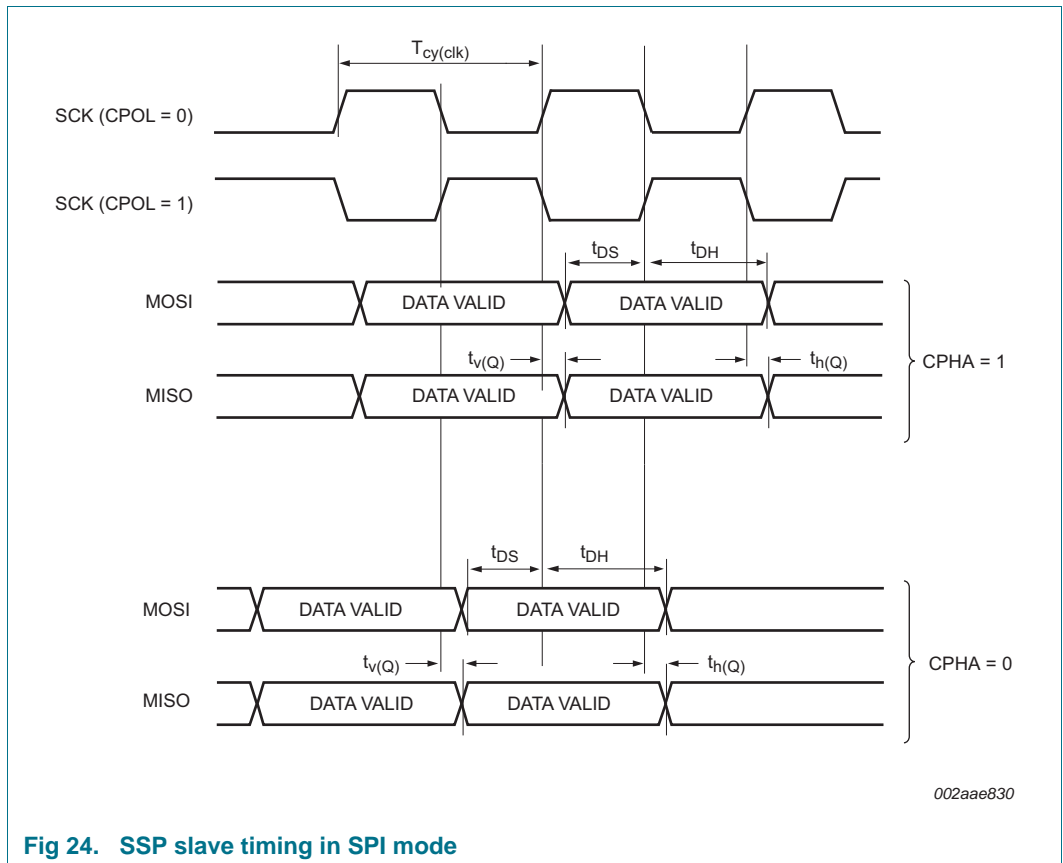 Tcy(clk)
SCK (CPOL = 0)
SCK (CPOL = 1)
tDS tDH
MOSI DATA VALID DATA VALID
tv(Q) th(Q)
CPHA = 1
MISO DATA VALID DATA VALID
tDS tDH
MOSI DATA VALID DATA VALID
tv(Q) th(Q)
CPHA = 0
MISO DATA VALID DATA VALID
002aae830
Fig 24. SSP slave timing in SPI mode